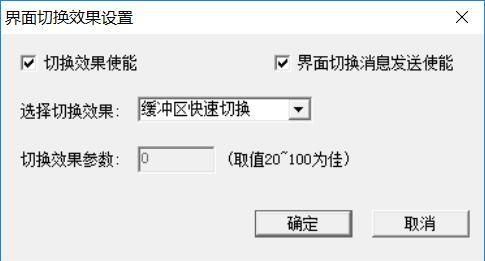 界面切换效果设置
切换效果使能 界面切换消息发送使能
选择切换效果: 缓冲区快速切换
切换效果参数: 0 (取值20~100为佳)
确定 取消